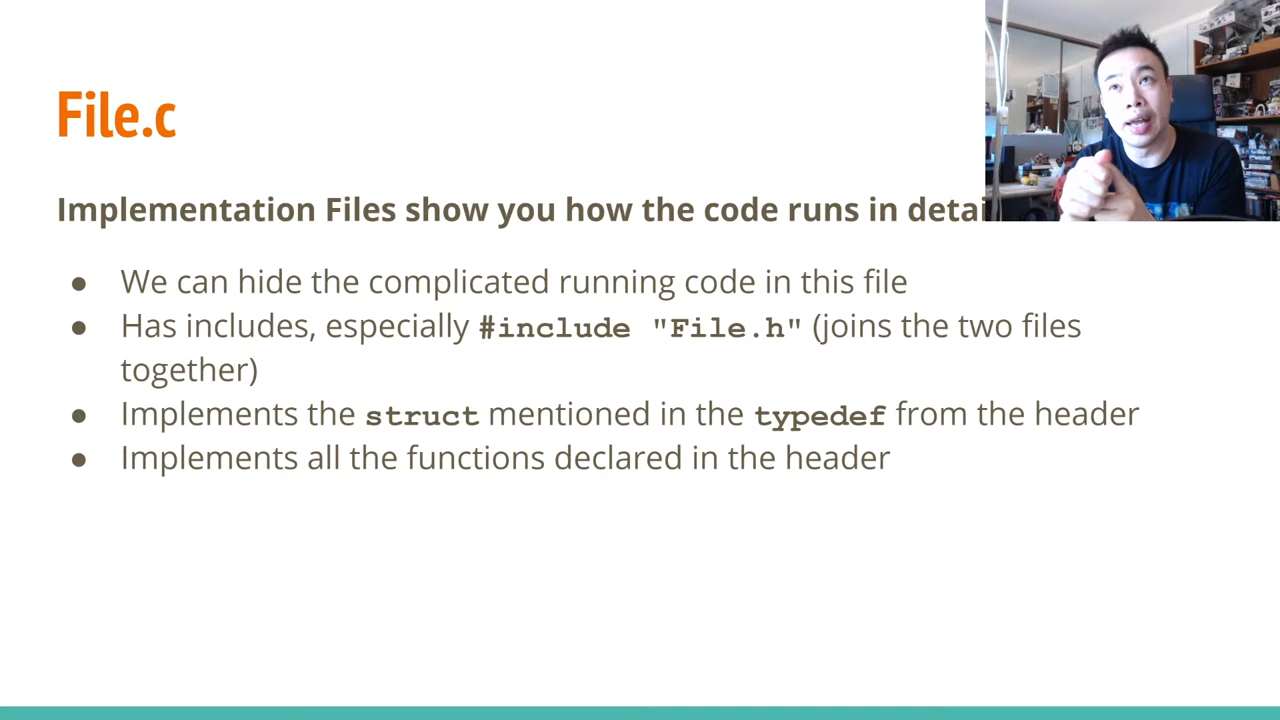 File.c
Implementation Files show you how the code runs in detai
● We can hide the complicated running code in this file
● Has includes, especially #include "File.h" (joins the two files
together)
● Implements the struct mentioned in the typedef from the header
● Implements all the functions declared in the header